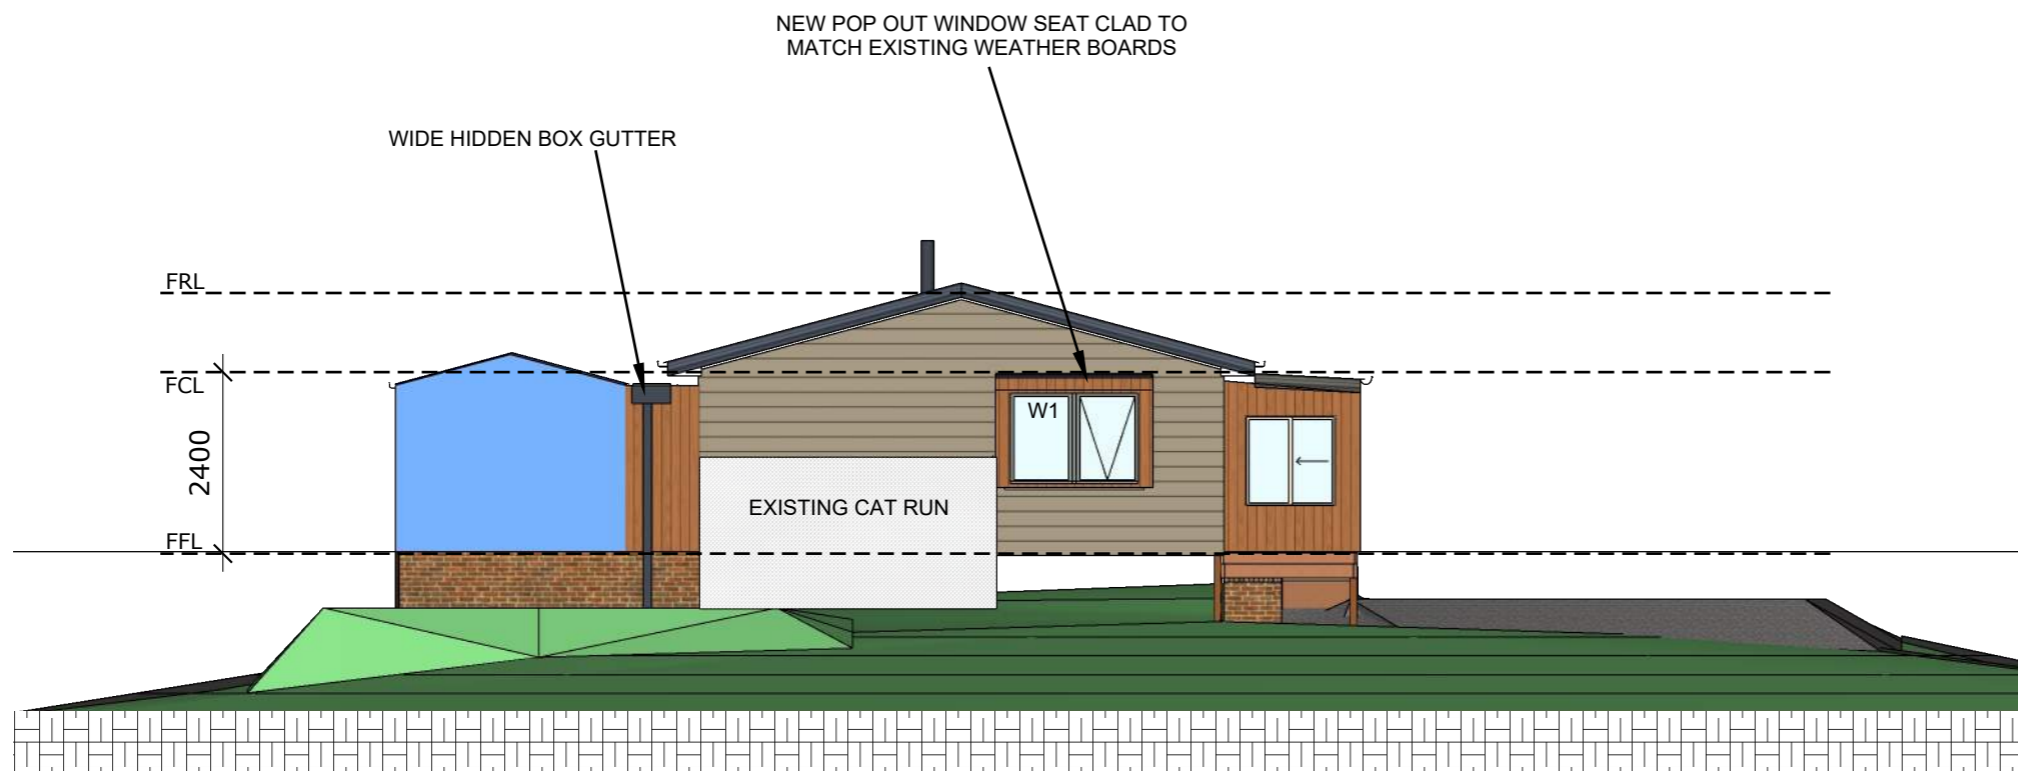 NEW POP OUT WINDOW SEAT CLAD TO
MATCH EXISTING WEATHER BOARDS
WIDE HIDDEN BOX GUTTER
FRL
FCL
2400
W1
EXISTING CAT RUN
FFL